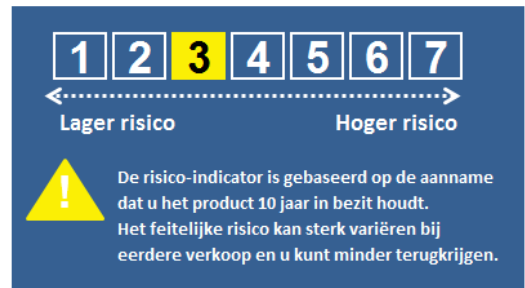 1 2 3 4 5 6 7
Lager risico Hoger risico
!
De risico-indicator is gebaseerd op de aanname
dat u het product 10 jaar in bezit houdt.
Het feitelijke risico kan sterk variëren bij
eerdere verkoop en u kunt minder terugkrijgen.